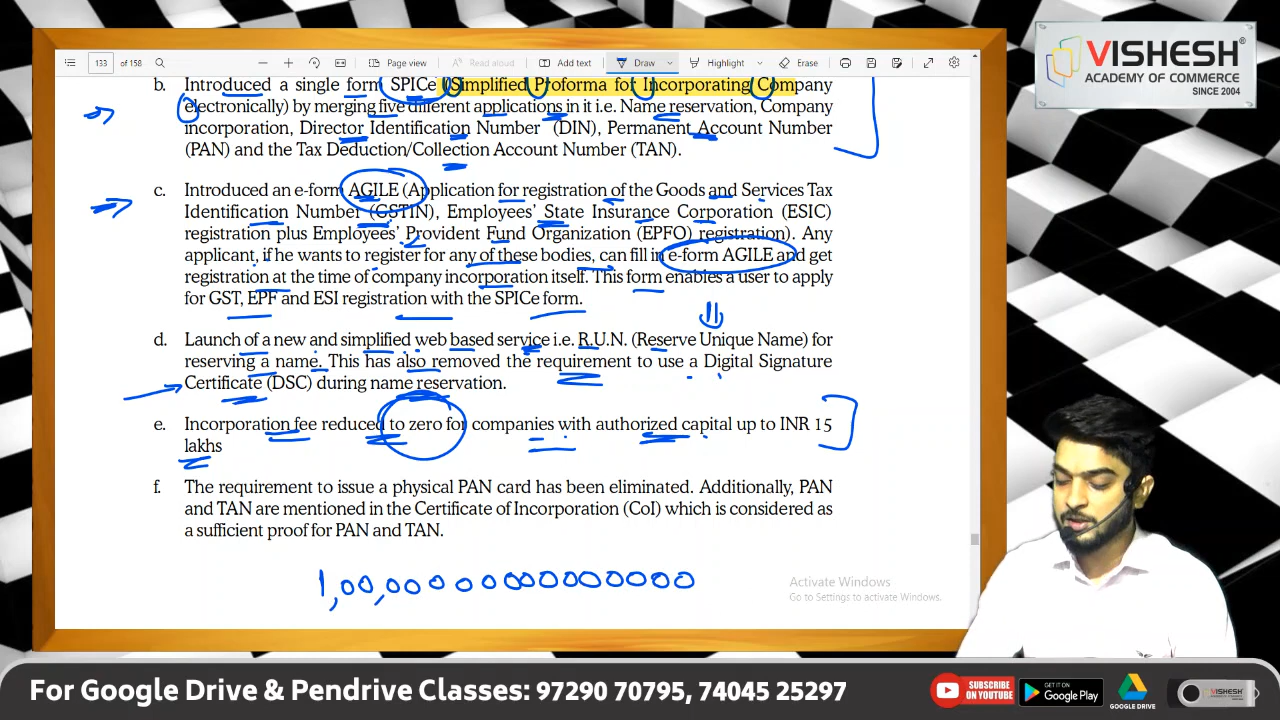 133 of 158
Page view
Read aloud
Add text
Draw
Highlight
Erase
VISHESH®
ACADEMY OF COMMERCE
SINCE 2004
b. Introduced a single form SPICe (Simplified Proforma for Incorporating Company
electronically) by merging five different applications in it i.e. Name reservation, Company
incorporation, Director Identification Number (DIN), Permanent Account Number
(PAN) and the Tax Deduction/Collection Account Number (TAN).
c. Introduced an e-form AGILE (Application for registration of the Goods and Services Tax
Identification Number (GSTIN), Employees' State Insurance Corporation (ESIC)
registration plus Employees' Provident Fund Organization (EPFO) registration). Any
applicant, if he wants to register for any of these bodies, can fill in e-form AGILE and get
registration at the time of company incorporation itself. This form enables a user to apply
for GST, EPF and ESI registration with the SPICe form.
d. Launch of a new and simplified web based service i.e. R.U.N. (Reserve Unique Name) for
reserving a name. This has also removed the requirement to use a Digital Signature
Certificate (DSC) during name reservation.
e. Incorporation fee reduced to zero for companies with authorized capital up to INR 15
lakhs
f. The requirement to issue a physical PAN card has been eliminated. Additionally, PAN
and TAN are mentioned in the Certificate of Incorporation (CoI) which is considered as
a sufficient proof for PAN and TAN.
Activate Windows
Go to Settings to activate Windows.
For Google Drive & Pendrive Classes: 97290 70795, 74045 25297
SUBSCRIBE
ON YOUTUBE
GET IT ON
Google Play
GOOGLE DRIVE
VISHESH